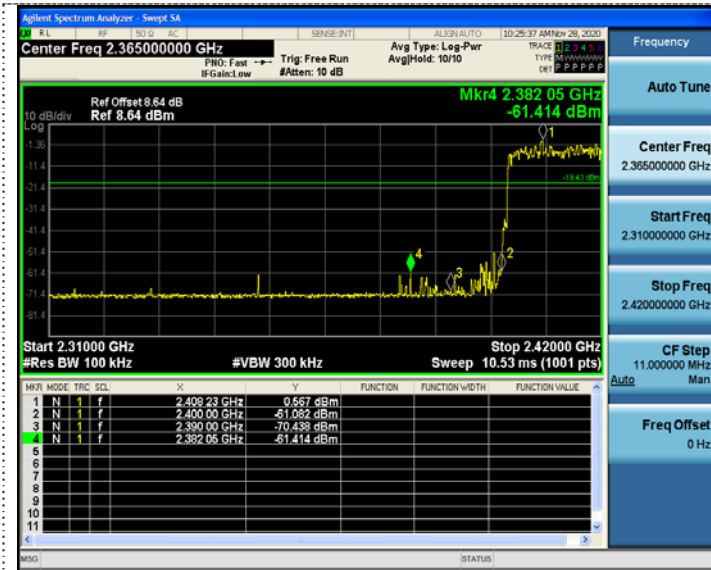 Agilent Spectrum Analyzer - Swept SA
RL RF 50 Ω AC SENSE:INT ALIGN AUTO 10:25:37 AM Nov 28, 2020
Center Freq 2.365000000 GHz Avg Type: Log-Pwr TRACE 1 2 3 4 5 6
PNO: Fast Trig: Free Run Avg|Hold: 10/10 TYPE M W W W W W
IFGain:Low #Atten: 10 dB DET P P P P P P
Mkr4 2.382 05 GHz
-61.414 dBm
Ref Offset 8.64 dB
10 dB/div Ref 8.64 dBm
Log
1
-1.36
-11.4
-19.43 dBm
-21.4
-31.4
-41.4
-51.4
4 2
-61.4
3
-71.4
-81.4
Start 2.31000 GHz Stop 2.42000 GHz
#Res BW 100 kHz #VBW 300 kHz Sweep 10.53 ms (1001 pts)
MKR MODE TRC SCL X Y FUNCTION FUNCTION WIDTH FUNCTION VALUE
1 N 1 f 2.408 23 GHz 0.567 dBm
2 N 1 f 2.400 00 GHz -61.082 dBm
3 N 1 f 2.390 00 GHz -70.438 dBm
4 N 1 f 2.382 05 GHz -61.414 dBm
5
6
7
8
9
10
11
MSG STATUS
Frequency
Auto Tune
Center Freq
2.365000000 GHz
Start Freq
2.310000000 GHz
Stop Freq
2.420000000 GHz
CF Step
11.000000 MHz
Auto Man
Freq Offset
0 Hz